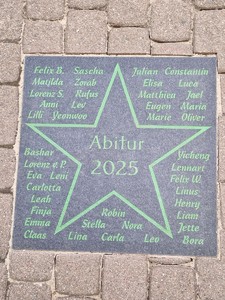 Felix B. Sascha
Matilda Zorah
Lorenz S. Rufus
Anni Lev
Lilli Yeonwoo
Julian Constantin
Elisa Luca
Matthieu Jael
Eugen Maria
Marie Oliver
Abitur
2025
Bashar
Lorenz v.P.
Eva Leni
Carlotta
Leah
Finja
Emma
Claas
Yicheng
Lennart
Felix W.
Linus
Henry
Liam
Jette
Bora
Robin
Stella Nora
Lina Carla Leo